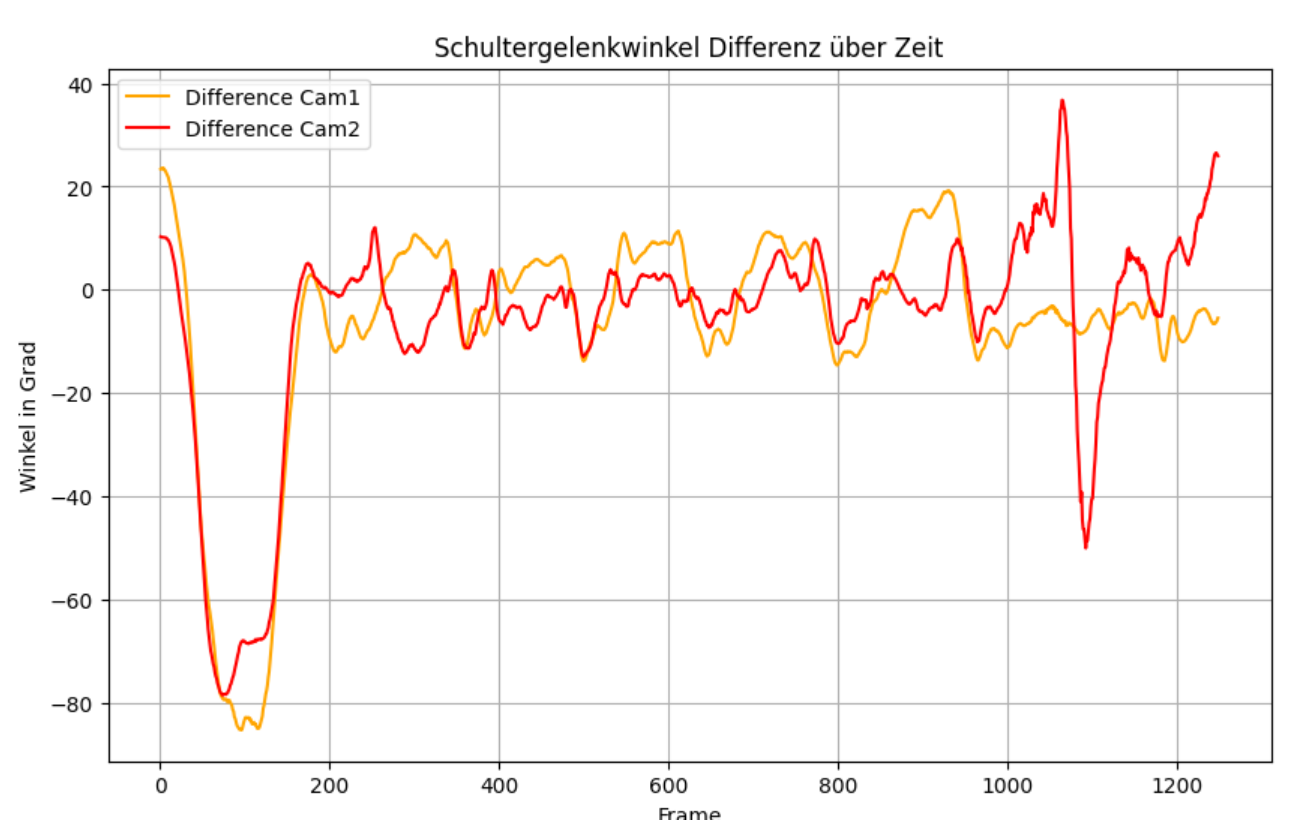 Schultergelenkwinkel Differenz über Zeit
Difference Cam1
Difference Cam2
Winkel in Grad
40
20
0
−20
−40
−60
−80
0 200 400 600 800 1000 1200
Frame